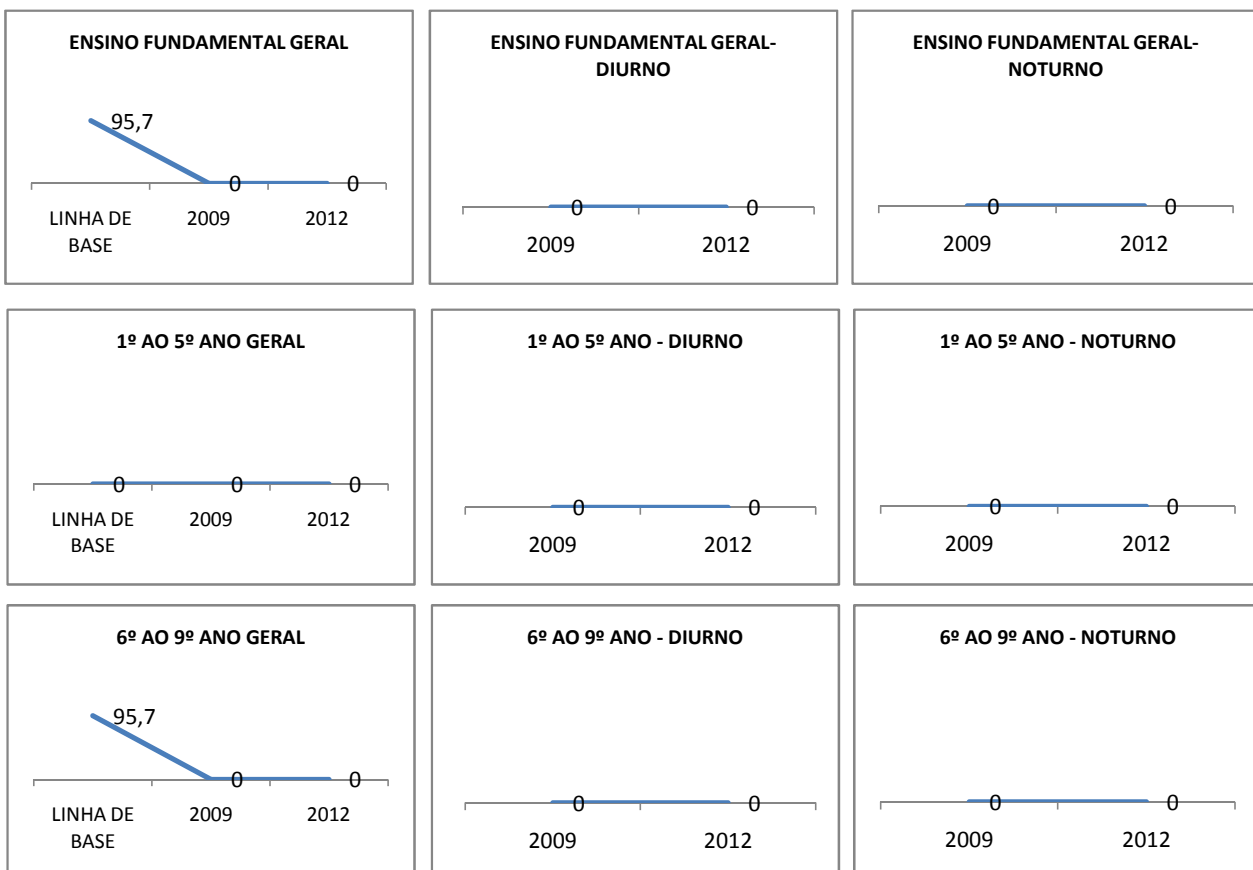 ENSINO FUNDAMENTAL GERAL
95,7
0
0
LINHA DE
BASE
2009
2012
ENSINO FUNDAMENTAL GERAL-
DIURNO
0
0
2009
2012
ENSINO FUNDAMENTAL GERAL-
NOTURNO
0
0
2009
2012
1º AO 5º ANO GERAL
0
0
0
LINHA DE
BASE
2009
2012
1º AO 5º ANO - DIURNO
0
0
2009
2012
1º AO 5º ANO - NOTURNO
0
0
2009
2012
6º AO 9º ANO GERAL
95,7
0
0
LINHA DE
BASE
2009
2012
6º AO 9º ANO - DIURNO
0
0
2009
2012
6º AO 9º ANO - NOTURNO
0
0
2009
2012